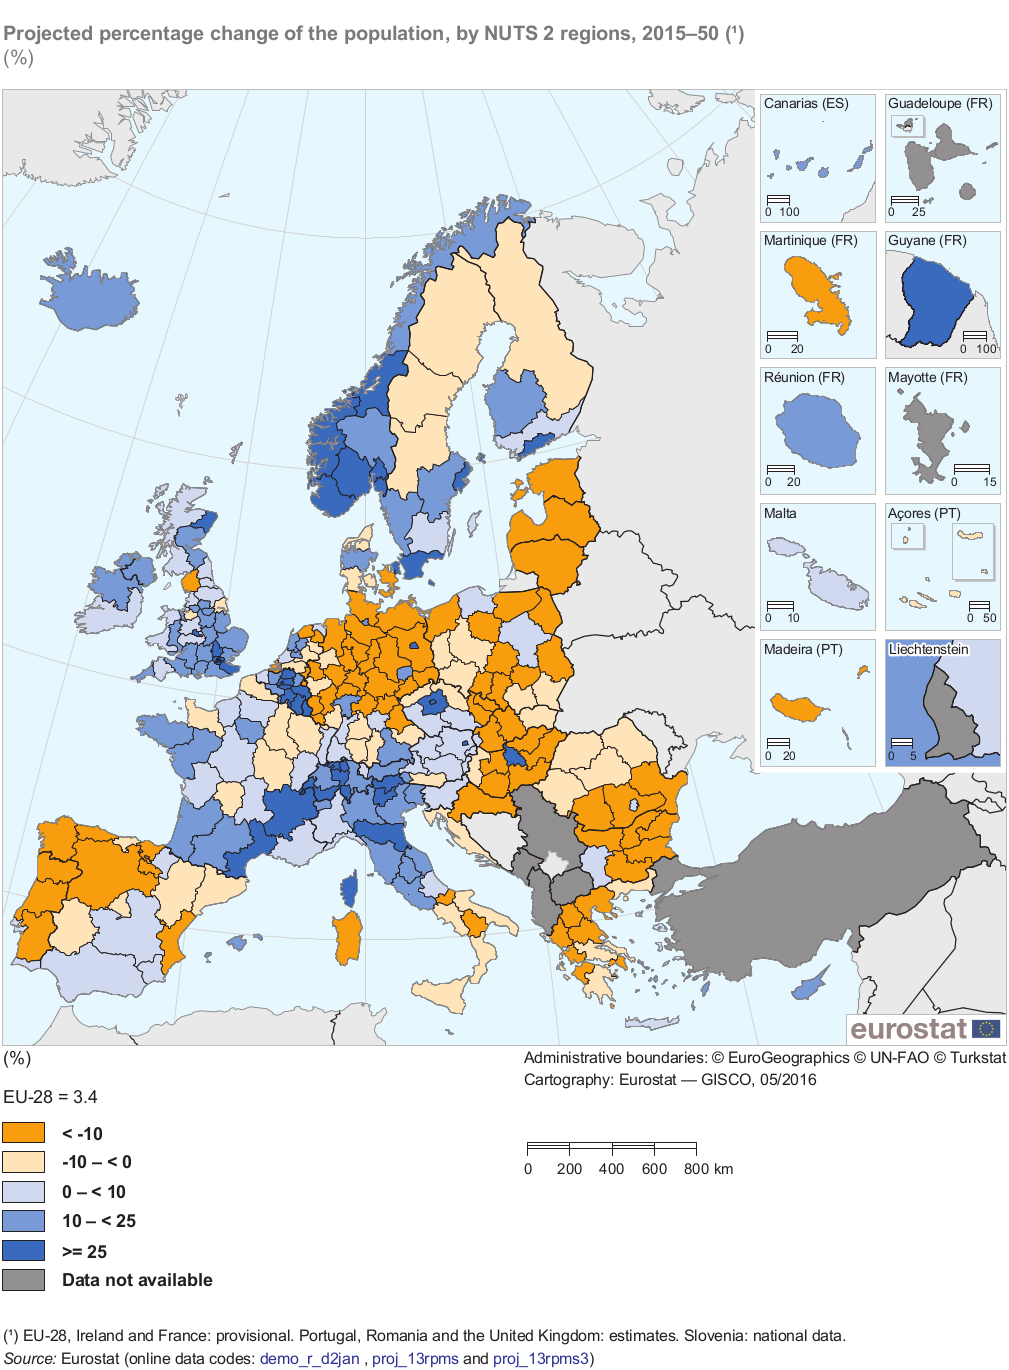 Projected percentage change of the population, by NUTS 2 regions, 2015–50 (¹)
(%)
Canarias (ES)
0 100
Guadeloupe (FR)
0 25
Martinique (FR)
0 20
Guyane (FR)
0 100
Réunion (FR)
0 20
Mayotte (FR)
0 15
Malta
0 10
Açores (PT)
0 50
Madeira (PT)
0 20
Liechtenstein
0 5
eurostat
(%)
Administrative boundaries: © EuroGeographics © UN-FAO © Turkstat
Cartography: Eurostat — GISCO, 05/2016
EU-28 = 3.4
< -10
-10 – < 0
0 – < 10
10 – < 25
>= 25
Data not available
0 200 400 600 800 km
(¹) EU-28, Ireland and France: provisional. Portugal, Romania and the United Kingdom: estimates. Slovenia: national data.
Source: Eurostat (online data codes: demo_r_d2jan , proj_13rpms and proj_13rpms3)